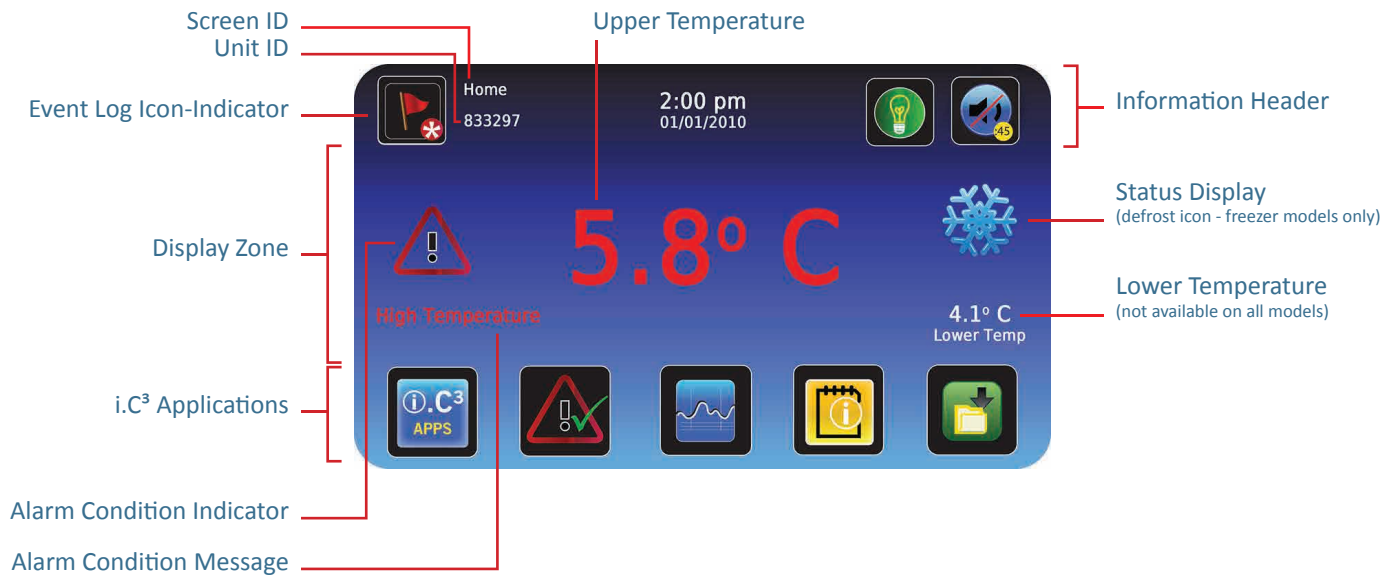 Screen ID
Unit ID
Upper Temperature
Event Log Icon-Indicator
Information Header
Home
833297
2:00 pm
01/01/2010
:45
Display Zone
Status Display
(defrost icon - freezer models only)
5.8° C
High Temperature
Lower Temperature
(not available on all models)
4.1° C
Lower Temp
i.C³ Applications
i.C³
APPS
Alarm Condition Indicator
Alarm Condition Message